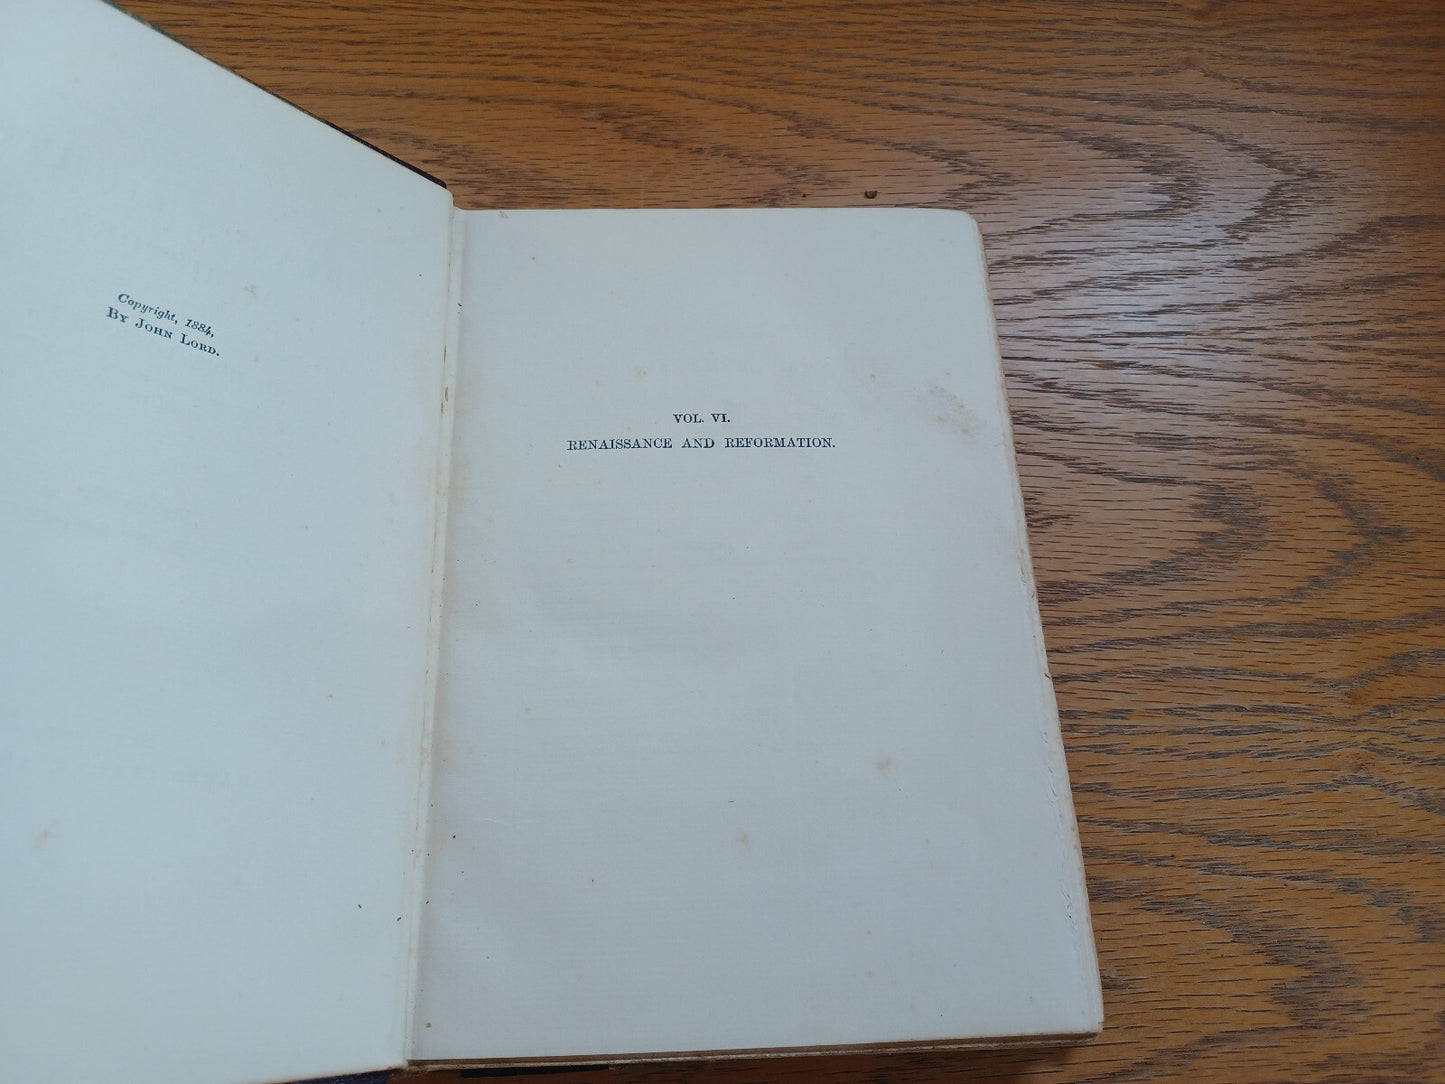 Copyright, 1884,
By John Lord.
VOL. VI.
RENAISSANCE AND REFORMATION.